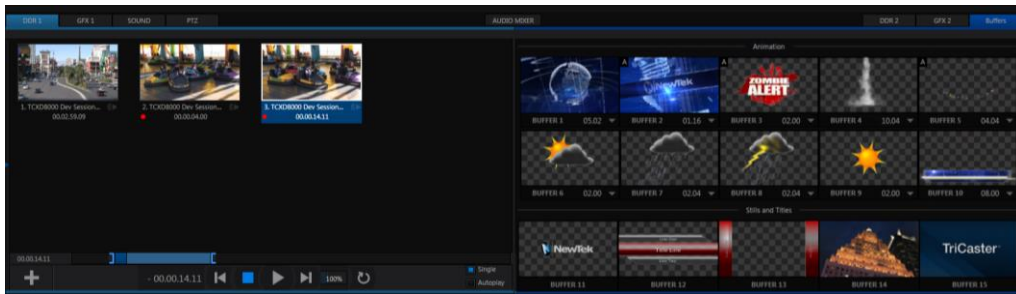 DDR 1 GFX 1 SOUND PTZ AUDIO MIXER DDR 2 GFX 2 Buffers
Animation
1. TCXD8000 Dev Session... 2. TCXD8000 Dev Session... 3. TCXD8000 Dev Session...
00.02.59.09 00.00.04.00 00.00.14.11
A A A A
NewTek ZOMBIE ALERT
BUFFER 1 05.02 BUFFER 2 01.16 BUFFER 3 02.00 BUFFER 4 10.04 BUFFER 5 04.04
BUFFER 6 02.00 BUFFER 7 02.04 BUFFER 8 02.04 BUFFER 9 02.00 BUFFER 10 08.00
Stills and Titles
NewTek TriCaster
BUFFER 11 BUFFER 12 BUFFER 13 BUFFER 14 BUFFER 15
00.00.14.11
- 00.00.14.11 100% Single
Autoplay